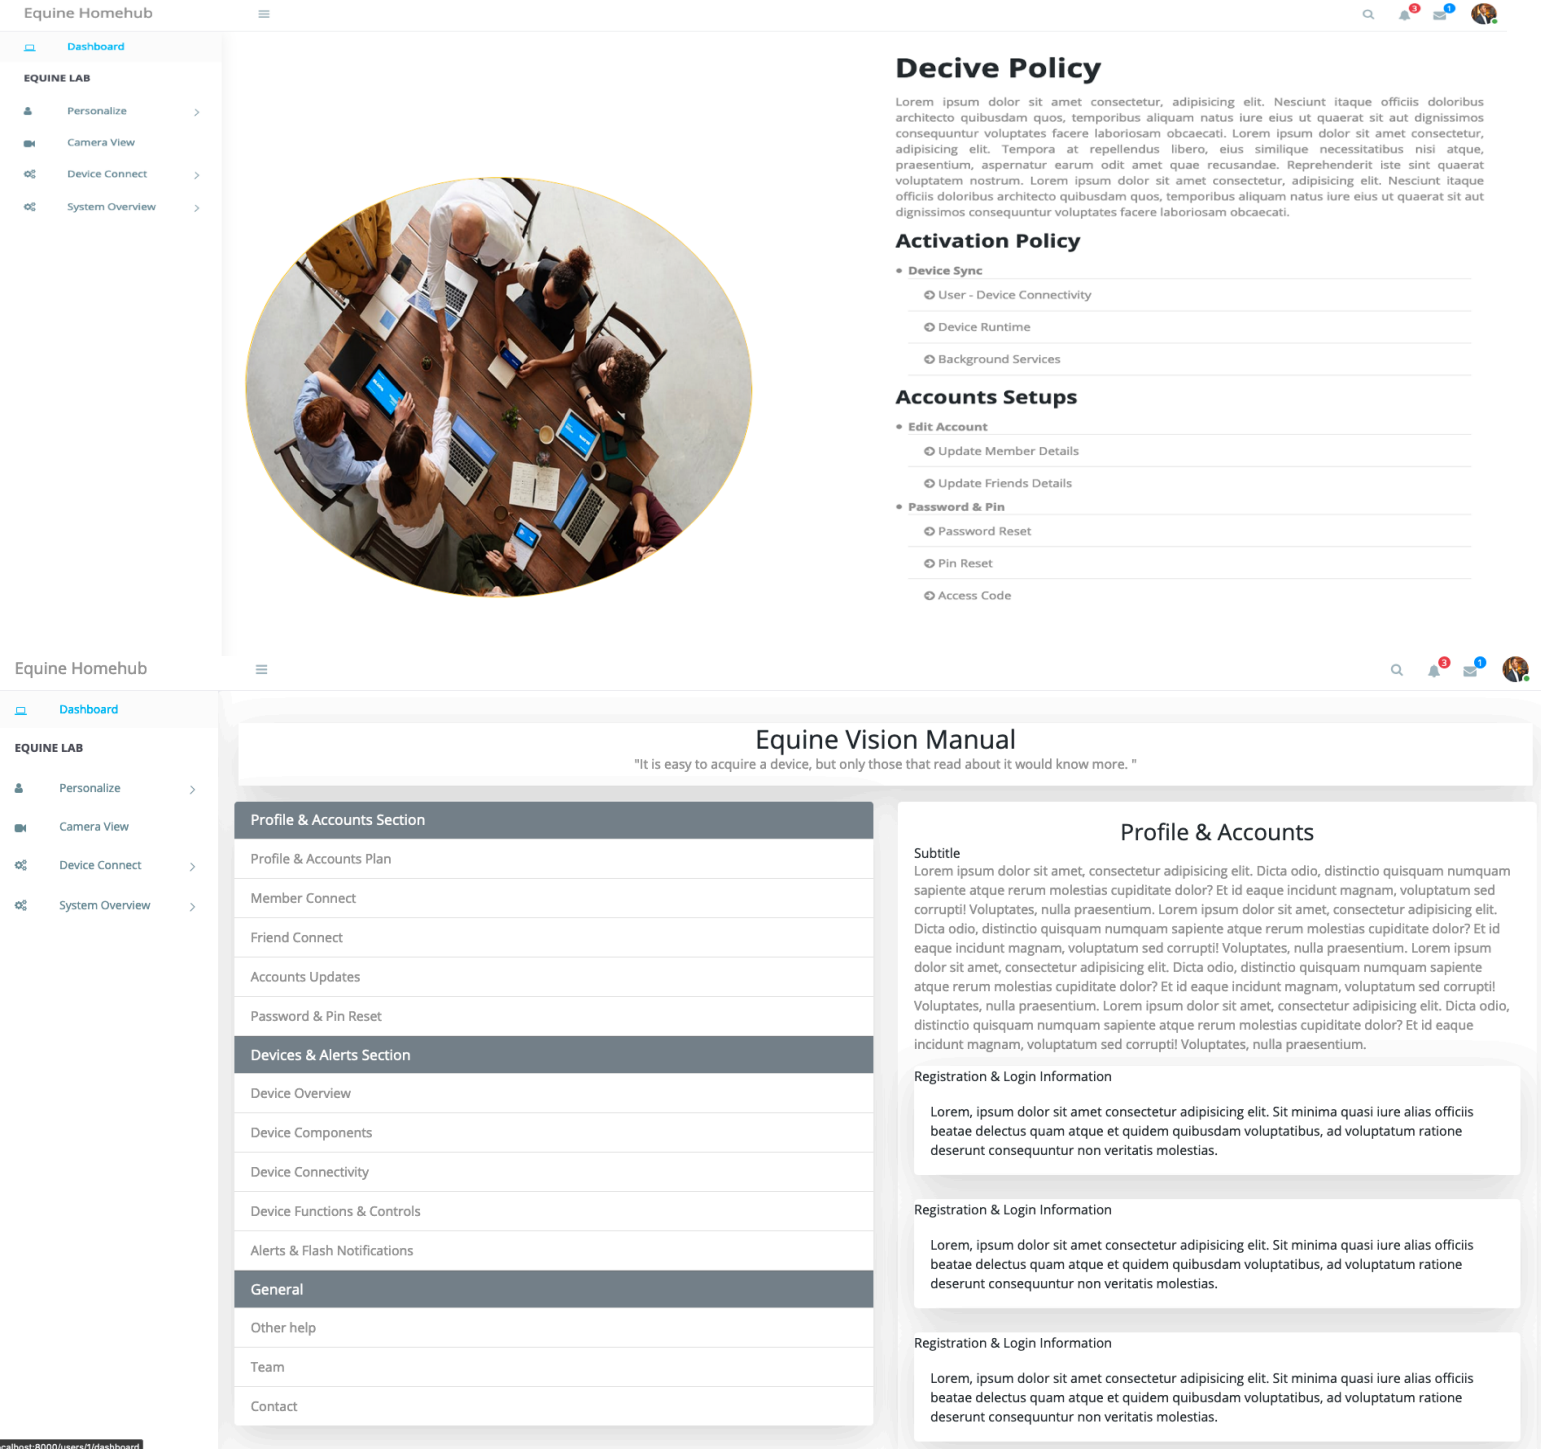 Equine Homehub
3
1
Dashboard
EQUINE LAB
Personalize
Camera View
Device Connect
System Overview
Decive Policy
Lorem ipsum dolor sit amet consectetur, adipisicing elit. Nesciunt itaque officiis doloribus
architecto quibusdam quos, temporibus aliquam natus iure eius ut quaerat sit aut dignissimos
consequuntur voluptates facere laboriosam obcaecati. Lorem ipsum dolor sit amet consectetur,
adipisicing elit. Tempora at repellendus libero, eius similique necessitatibus nisi atque,
praesentium, aspernatur earum odit amet quae recusandae. Reprehenderit iste sint quaerat
voluptatem nostrum. Lorem ipsum dolor sit amet consectetur, adipisicing elit. Nesciunt itaque
officiis doloribus architecto quibusdam quos, temporibus aliquam natus iure eius ut quaerat sit aut
dignissimos consequuntur voluptates facere laboriosam obcaecati.
Activation Policy
• Device Sync
User - Device Connectivity
Device Runtime
Background Services
Accounts Setups
• Edit Account
Update Member Details
Update Friends Details
• Password & Pin
Password Reset
Pin Reset
Access Code
Equine Homehub
3
1
Dashboard
EQUINE LAB
Personalize
Camera View
Device Connect
System Overview
Equine Vision Manual
"It is easy to acquire a device, but only those that read about it would know more. "
Profile & Accounts Section
Profile & Accounts Plan
Member Connect
Friend Connect
Accounts Updates
Password & Pin Reset
Devices & Alerts Section
Device Overview
Device Components
Device Connectivity
Device Functions & Controls
Alerts & Flash Notifications
General
Other help
Team
Contact
Profile & Accounts
Subtitle
Lorem ipsum dolor sit amet, consectetur adipisicing elit. Dicta odio, distinctio quisquam numquam
sapiente atque rerum molestias cupiditate dolor? Et id eaque incidunt magnam, voluptatum sed
corrupti! Voluptates, nulla praesentium. Lorem ipsum dolor sit amet, consectetur adipisicing elit.
Dicta odio, distinctio quisquam numquam sapiente atque rerum molestias cupiditate dolor? Et id
eaque incidunt magnam, voluptatum sed corrupti! Voluptates, nulla praesentium. Lorem ipsum
dolor sit amet, consectetur adipisicing elit. Dicta odio, distinctio quisquam numquam sapiente
atque rerum molestias cupiditate dolor? Et id eaque incidunt magnam, voluptatum sed corrupti!
Voluptates, nulla praesentium. Lorem ipsum dolor sit amet, consectetur adipisicing elit. Dicta odio,
distinctio quisquam numquam sapiente atque rerum molestias cupiditate dolor? Et id eaque
incidunt magnam, voluptatum sed corrupti! Voluptates, nulla praesentium.
Registration & Login Information
Lorem, ipsum dolor sit amet consectetur adipisicing elit. Sit minima quasi iure alias officiis
beatae delectus quam atque et quidem quibusdam voluptatibus, ad voluptatum ratione
deserunt consequuntur non veritatis molestias.
Registration & Login Information
Lorem, ipsum dolor sit amet consectetur adipisicing elit. Sit minima quasi iure alias officiis
beatae delectus quam atque et quidem quibusdam voluptatibus, ad voluptatum ratione
deserunt consequuntur non veritatis molestias.
Registration & Login Information
Lorem, ipsum dolor sit amet consectetur adipisicing elit. Sit minima quasi iure alias officiis
beatae delectus quam atque et quidem quibusdam voluptatibus, ad voluptatum ratione
deserunt consequuntur non veritatis molestias.
ocalhost:8000/users/1/dashboard